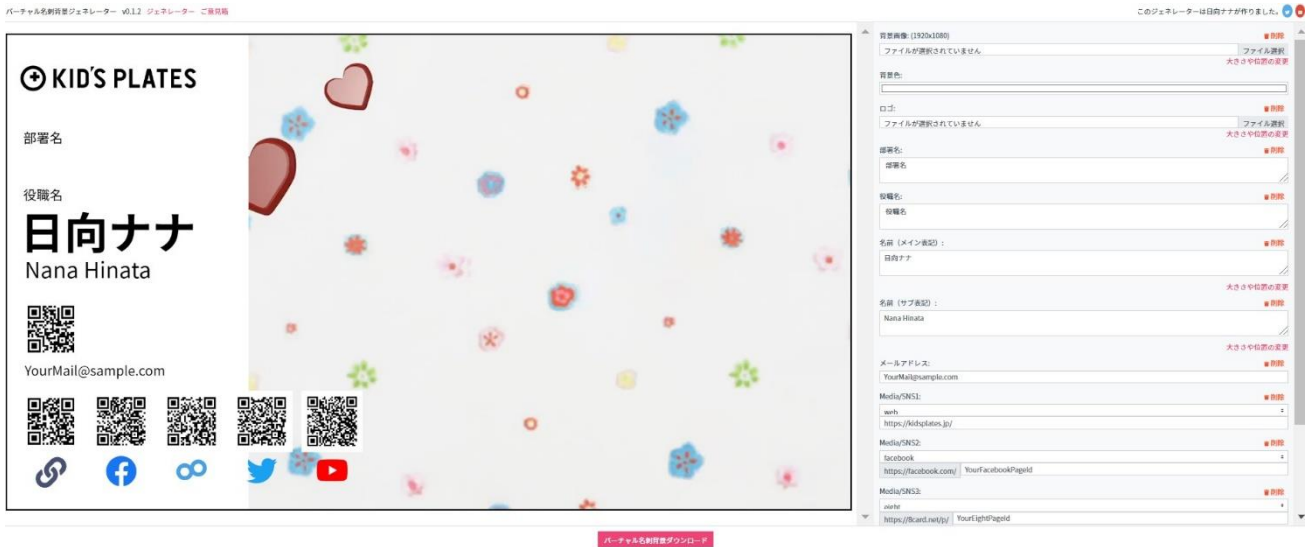 バーチャル名刺背景ジェネレーター v0.1.2 ジェネレーター ご意見箱
このジェネレーターは日向ナナが作りました。
KID'S PLATES
部署名
役職名
日向ナナ
Nana Hinata
YourMail@sample.com
背景画像: (1920x1080) 削除
ファイルが選択されていません ファイル選択
大きさや位置の変更
背景色:
ロゴ: 削除
ファイルが選択されていません ファイル選択
大きさや位置の変更
部署名: 削除
部署名
役職名: 削除
役職名
名前（メイン表記）: 削除
日向ナナ
大きさや位置の変更
名前（サブ表記）: 削除
Nana Hinata
大きさや位置の変更
メールアドレス: 削除
YourMail@sample.com
Media/SNS1: 削除
web
https://kidsplates.jp/
Media/SNS2: 削除
facebook
https://facebook.com/ YourFacebookPageId
Media/SNS3: 削除
eight
https://8card.net/p/ YourEightPageId
バーチャル名刺背景ダウンロード